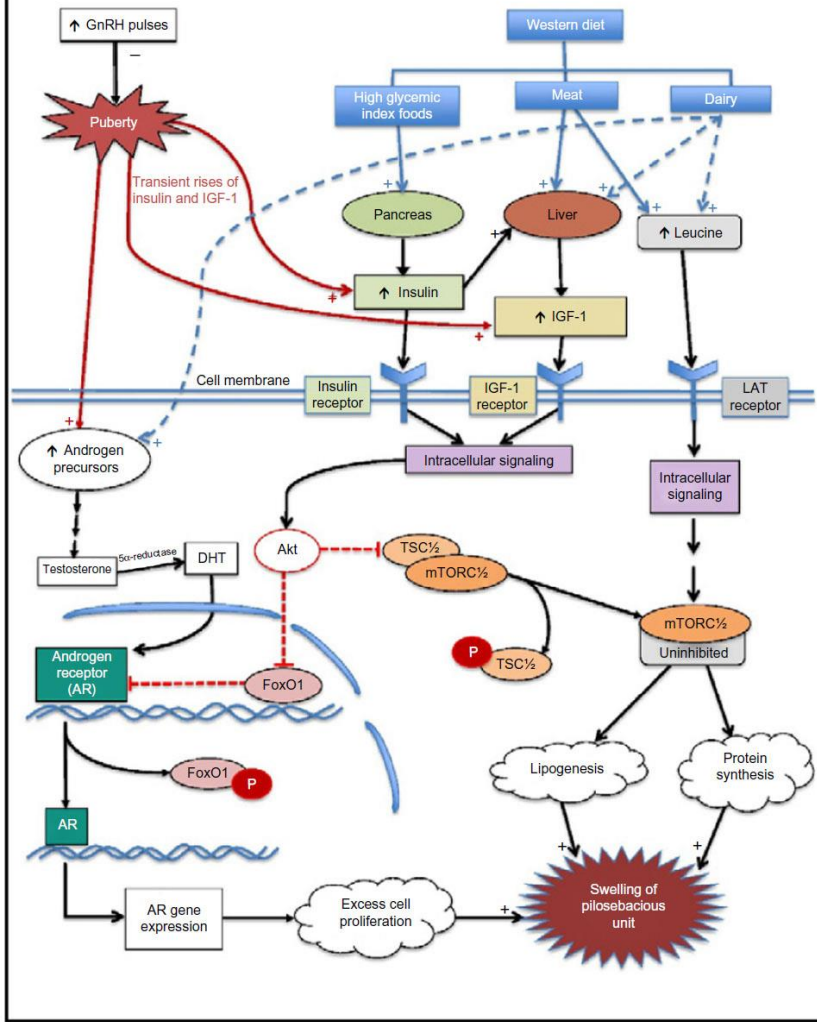 ↑ GnRH pulses
–
Puberty
Transient rises of
insulin and IGF-1
Western diet
High glycemic
index foods
Meat
Dairy
+
+
+
+
+
Pancreas
Liver
↑ Leucine
+
↑ Insulin
+
↑ IGF-1
+
Cell membrane
Insulin
receptor
IGF-1
receptor
LAT
receptor
+
+
↑ Androgen
precursors
Intracellular signaling
Intracellular
signaling
Testosterone
5α-reductase
DHT
Akt
TSC½
mTORC½
P
TSC½
mTORC½
Uninhibited
Androgen
receptor
(AR)
FoxO1
FoxO1
P
Lipogenesis
Protein
synthesis
AR
+
+
AR gene
expression
Excess cell
proliferation
+
Swelling of
pilosebacious
unit